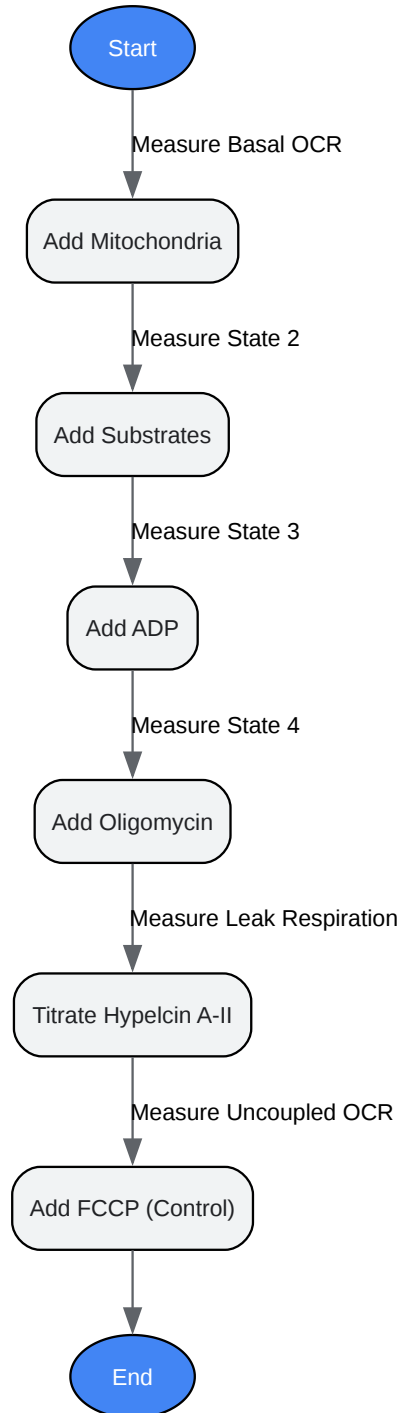 Start
Measure Basal OCR
Add Mitochondria
Measure State 2
Add Substrates
Measure State 3
Add ADP
Measure State 4
Add Oligomycin
Measure Leak Respiration
Titrate Hypelcin A-II
Measure Uncoupled OCR
Add FCCP (Control)
End